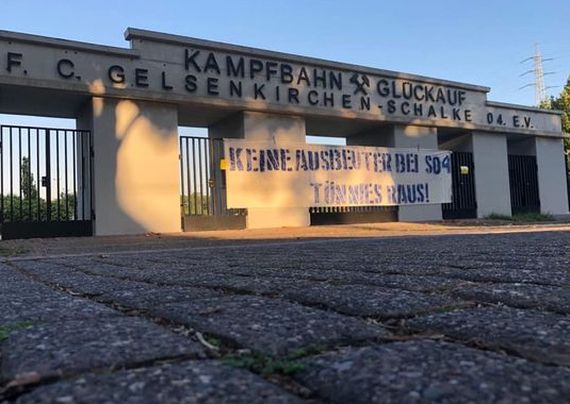 KAMPFBAHN GLÜCKAUF
F. C. GELSENKIRCHEN-SCHALKE 04. E.V.
KEINE AUSBEUTER BEI S04
TÖNNIES RAUS!